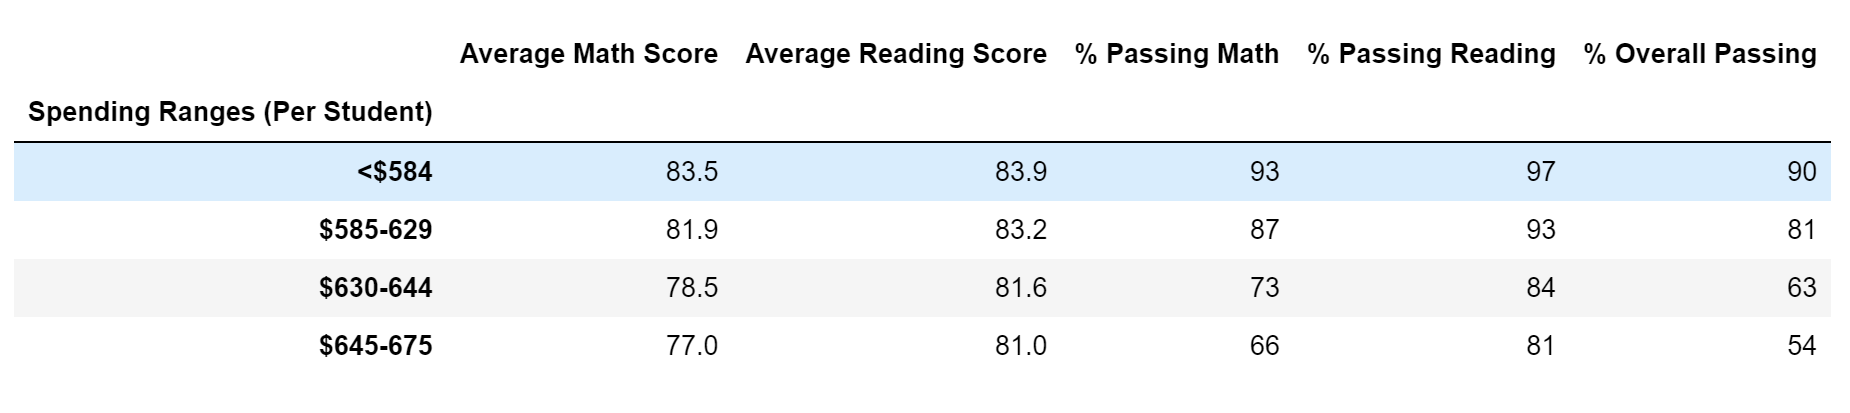 Average Math Score Average Reading Score % Passing Math % Passing Reading % Overall Passing
Spending Ranges (Per Student)
<$584 83.5 83.9 93 97 90
$585-629 81.9 83.2 87 93 81
$630-644 78.5 81.6 73 84 63
$645-675 77.0 81.0 66 81 54